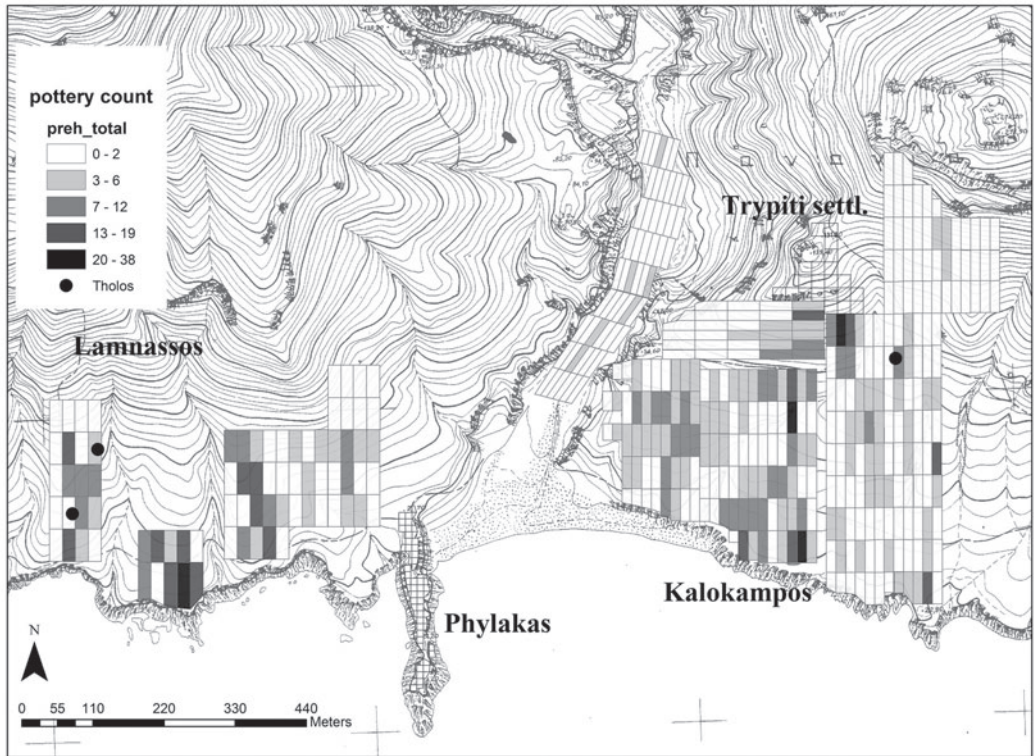 pottery count
preh_total
0 - 2
3 - 6
7 - 12
13 - 19
20 - 38
Tholos
Trypiti settl.
Lamnassos
Kalokampos
Phylakas
N
0 55 110 220 330 440
Meters